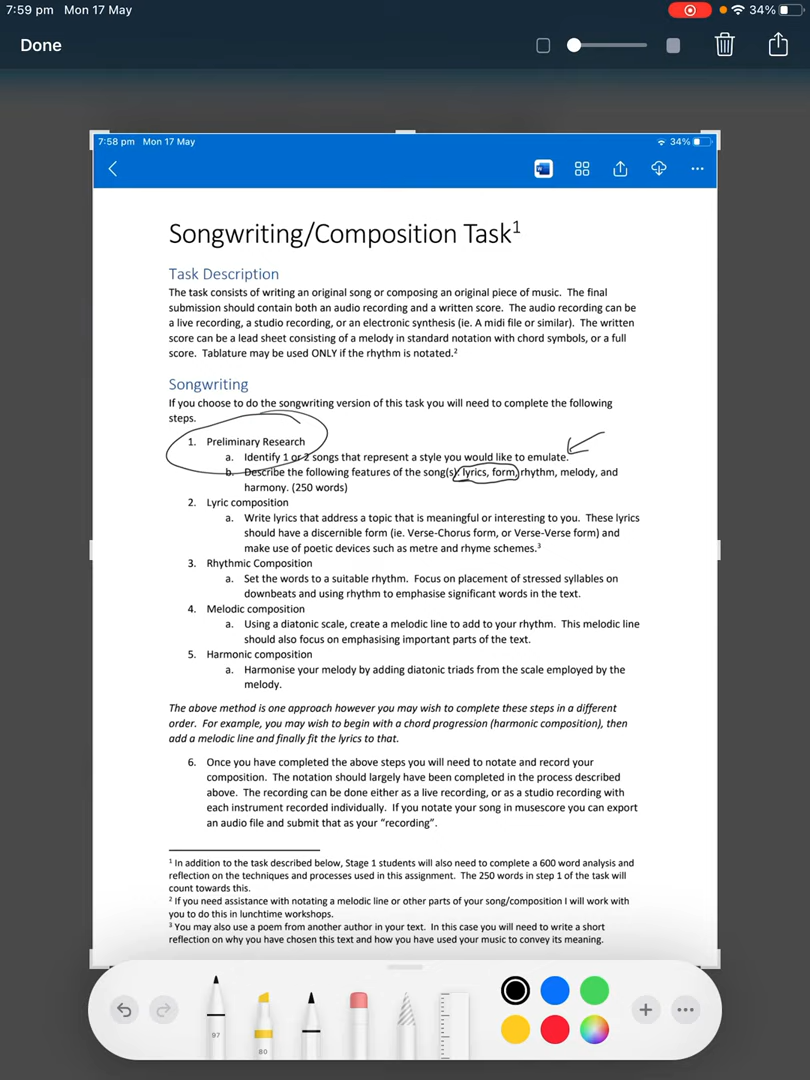 7:59 pm Mon 17 May
34%
Done
7:58 pm Mon 17 May
34%
Songwriting/Composition Task1
Task Description
The task consists of writing an original song or composing an original piece of music. The final
submission should contain both an audio recording and a written score. The audio recording can be
a live recording, a studio recording, or an electronic synthesis (ie. A midi file or similar). The written
score can be a lead sheet consisting of a melody in standard notation with chord symbols, or a full
score. Tablature may be used ONLY if the rhythm is notated.2
Songwriting
If you choose to do the songwriting version of this task you will need to complete the following
steps.
1. Preliminary Research
a. Identify 1 or 2 songs that represent a style you would like to emulate.
b. Describe the following features of the song(s): lyrics, form, rhythm, melody, and
harmony. (250 words)
2. Lyric composition
a. Write lyrics that address a topic that is meaningful or interesting to you. These lyrics
should have a discernible form (ie. Verse-Chorus form, or Verse-Verse form) and
make use of poetic devices such as metre and rhyme schemes.3
3. Rhythmic Composition
a. Set the words to a suitable rhythm. Focus on placement of stressed syllables on
downbeats and using rhythm to emphasise significant words in the text.
4. Melodic composition
a. Using a diatonic scale, create a melodic line to add to your rhythm. This melodic line
should also focus on emphasising important parts of the text.
5. Harmonic composition
a. Harmonise your melody by adding diatonic triads from the scale employed by the
melody.
The above method is one approach however you may wish to complete these steps in a different
order. For example, you may wish to begin with a chord progression (harmonic composition), then
add a melodic line and finally fit the lyrics to that.
6. Once you have completed the above steps you will need to notate and record your
composition. The notation should largely have been completed in the process described
above. The recording can be done either as a live recording, or as a studio recording with
each instrument recorded individually. If you notate your song in musescore you can export
an audio file and submit that as your “recording”.
1 In addition to the task described below, Stage 1 students will also need to complete a 600 word analysis and
reflection on the techniques and processes used in this assignment. The 250 words in step 1 of the task will
count towards this.
2 If you need assistance with notating a melodic line or other parts of your song/composition I will work with
you to do this in lunchtime workshops.
3 You may also use a poem from another author in your text. In this case you will need to write a short
reflection on why you have chosen this text and how you have used your music to convey its meaning.
97
80